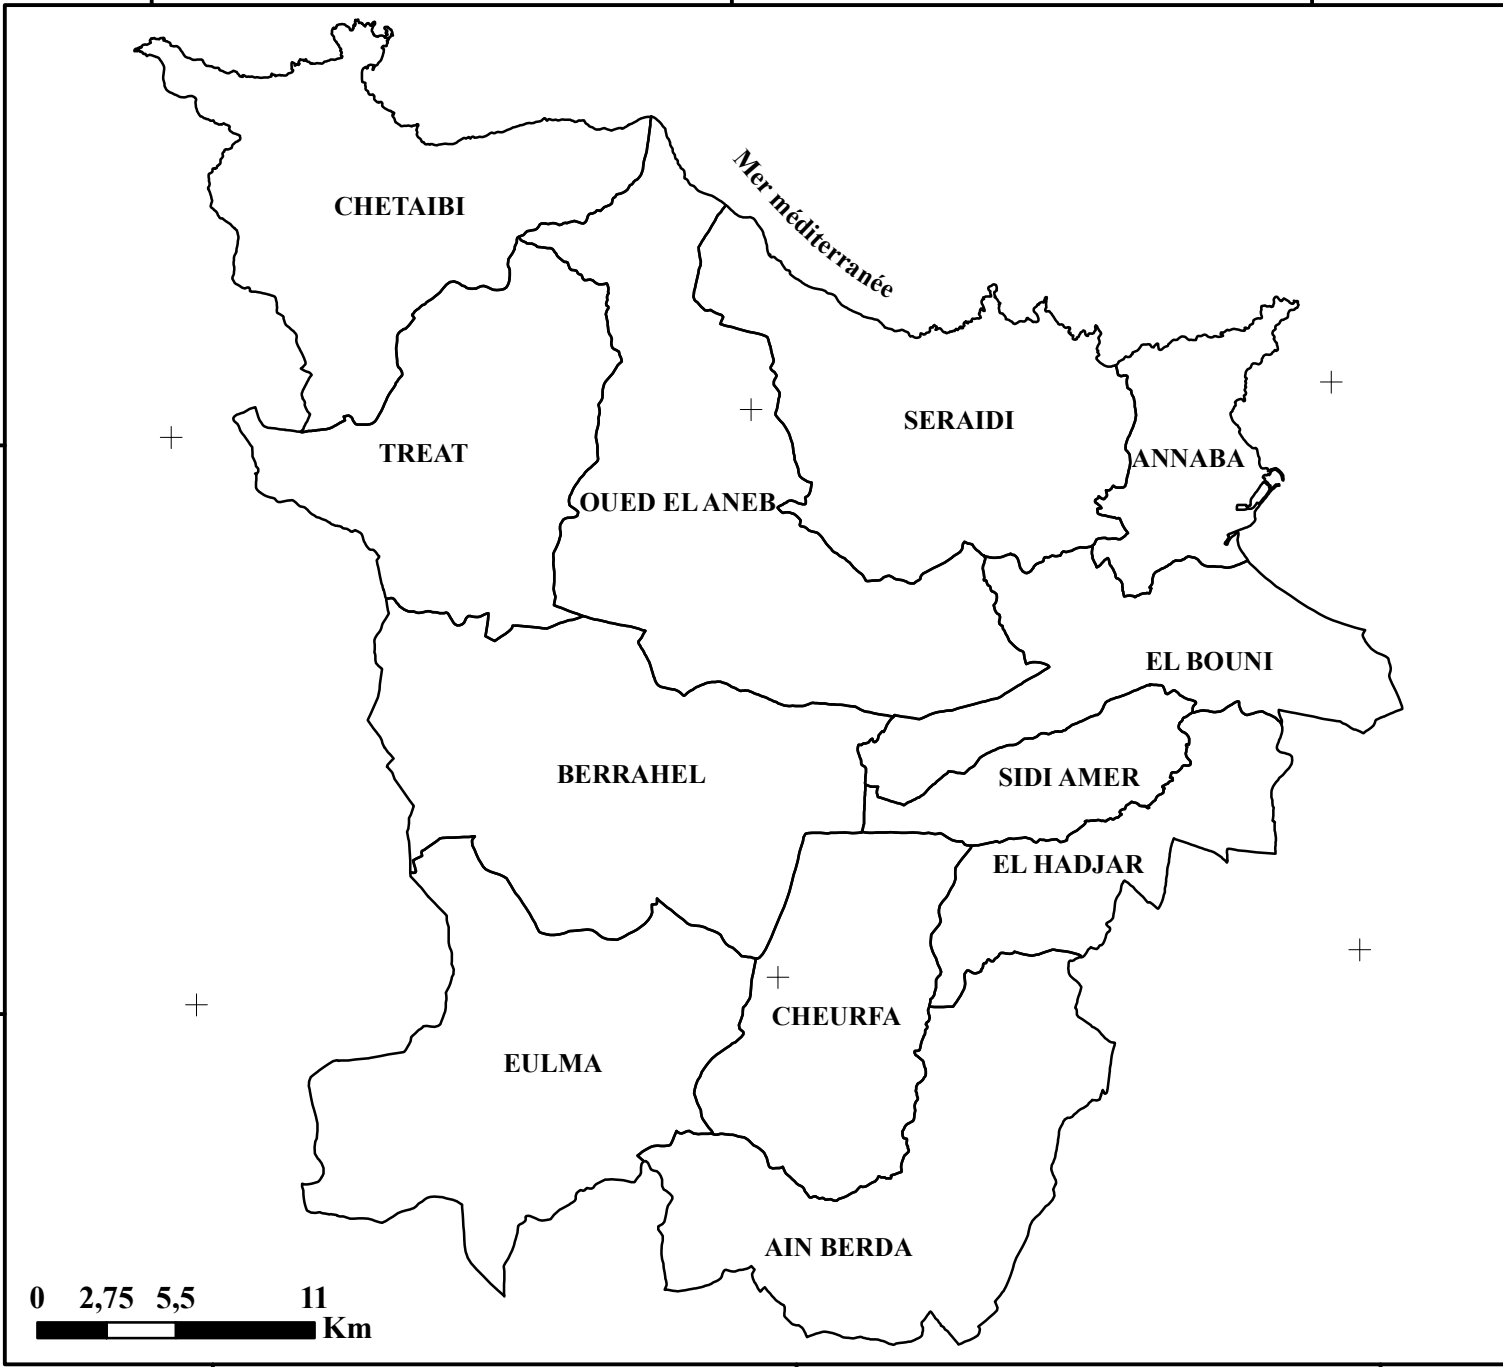 CHETAIBI
Mer méditerranée
SERAIDI
TREAT
ANNABA
OUED EL ANEB
EL BOUNI
BERRAHEL
SIDI AMER
EL HADJAR
CHEURFA
EULMA
AIN BERDA
0 2,75 5,5 11
Km